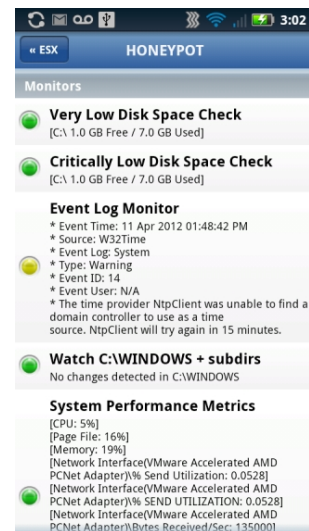 3:02
« ESX
HONEYPOT
Monitors
Very Low Disk Space Check
[C:\ 1.0 GB Free / 7.0 GB Used]
Critically Low Disk Space Check
[C:\ 1.0 GB Free / 7.0 GB Used]
Event Log Monitor
* Event Time: 11 Apr 2012 01:48:42 PM
* Source: W32Time
* Event Log: System
* Type: Warning
* Event ID: 14
* Event User: N/A
* The time provider NtpClient was unable to find a
domain controller to use as a time
source. NtpClient will try again in 15 minutes.
Watch C:\WINDOWS + subdirs
No changes detected in C:\WINDOWS
System Performance Metrics
[CPU: 5%]
[Page File: 16%]
[Memory: 19%]
[Network Interface(VMware Accelerated AMD
PCNet Adapter)\% Send Utilization: 0.0528]
[Network Interface(VMware Accelerated AMD
PCNet Adapter)\% SEND UTILIZATION: 0.0528]
[Network Interface(VMware Accelerated AMD
PCNet Adapter)\Bytes Received/Sec: 135000]